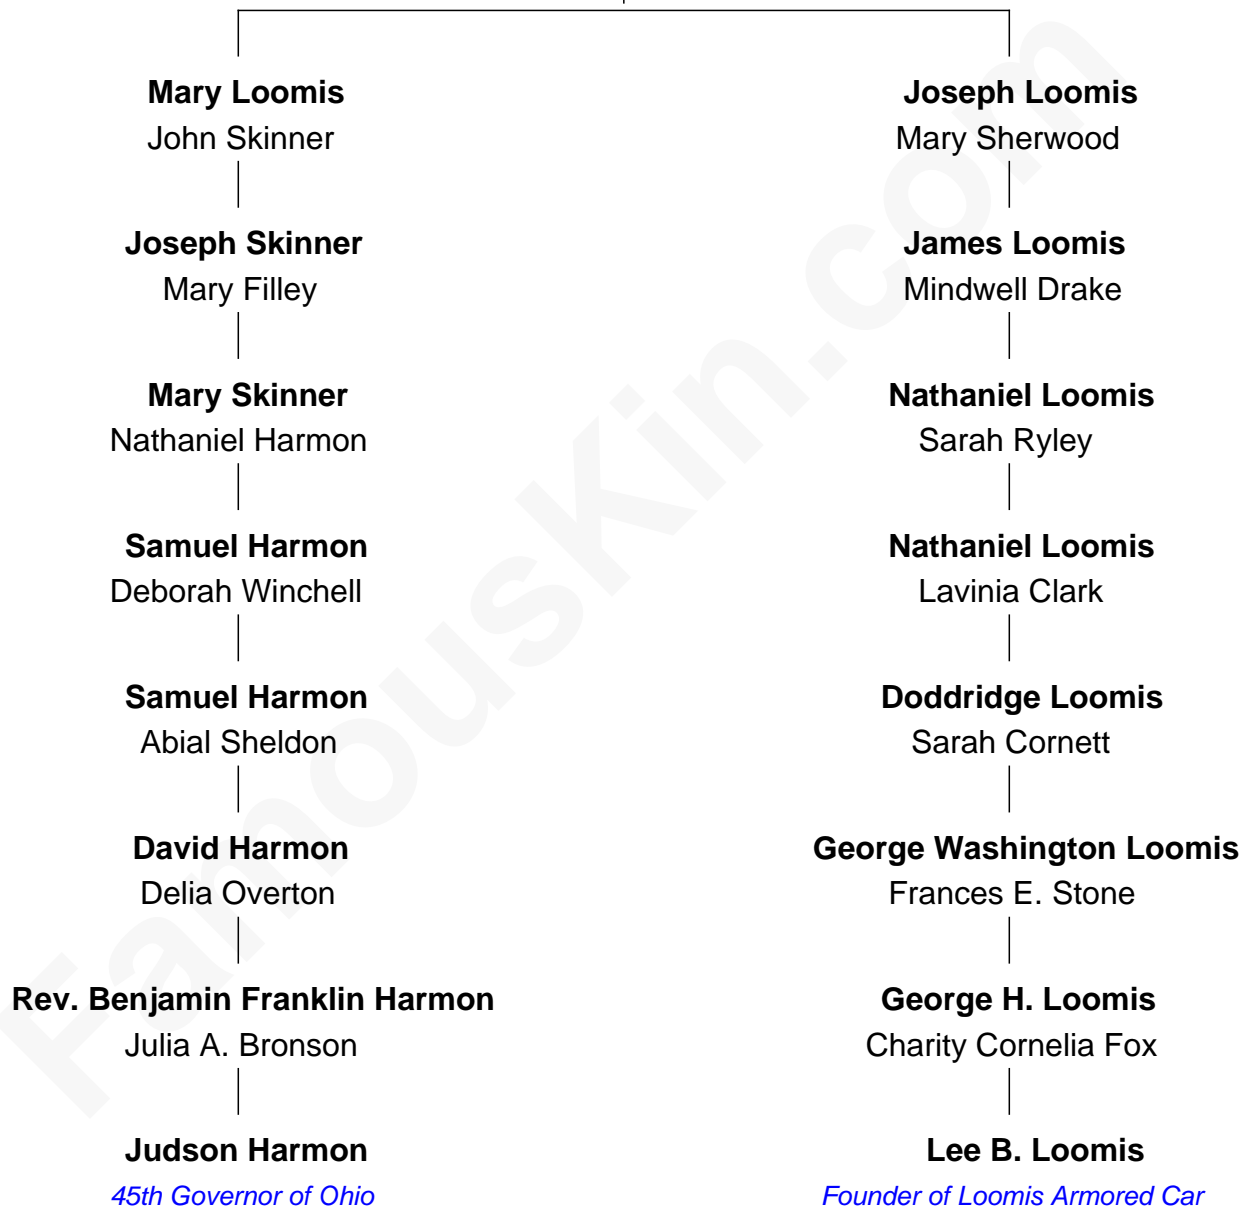 Mary Loomis
John Skinner
Joseph Skinner
Mary Filley
Mary Skinner
Nathaniel Harmon
Samuel Harmon
Deborah Winchell
Samuel Harmon
Abial Sheldon
David Harmon
Delia Overton
Rev. Benjamin Franklin Harmon
Julia A. Bronson
Judson Harmon
45th Governor of Ohio
Joseph Loomis
Mary Sherwood
James Loomis
Mindwell Drake
Nathaniel Loomis
Sarah Ryley
Nathaniel Loomis
Lavinia Clark
Doddridge Loomis
Sarah Cornett
George Washington Loomis
Frances E. Stone
George H. Loomis
Charity Cornelia Fox
Lee B. Loomis
Founder of Loomis Armored Car
FamousKin.com